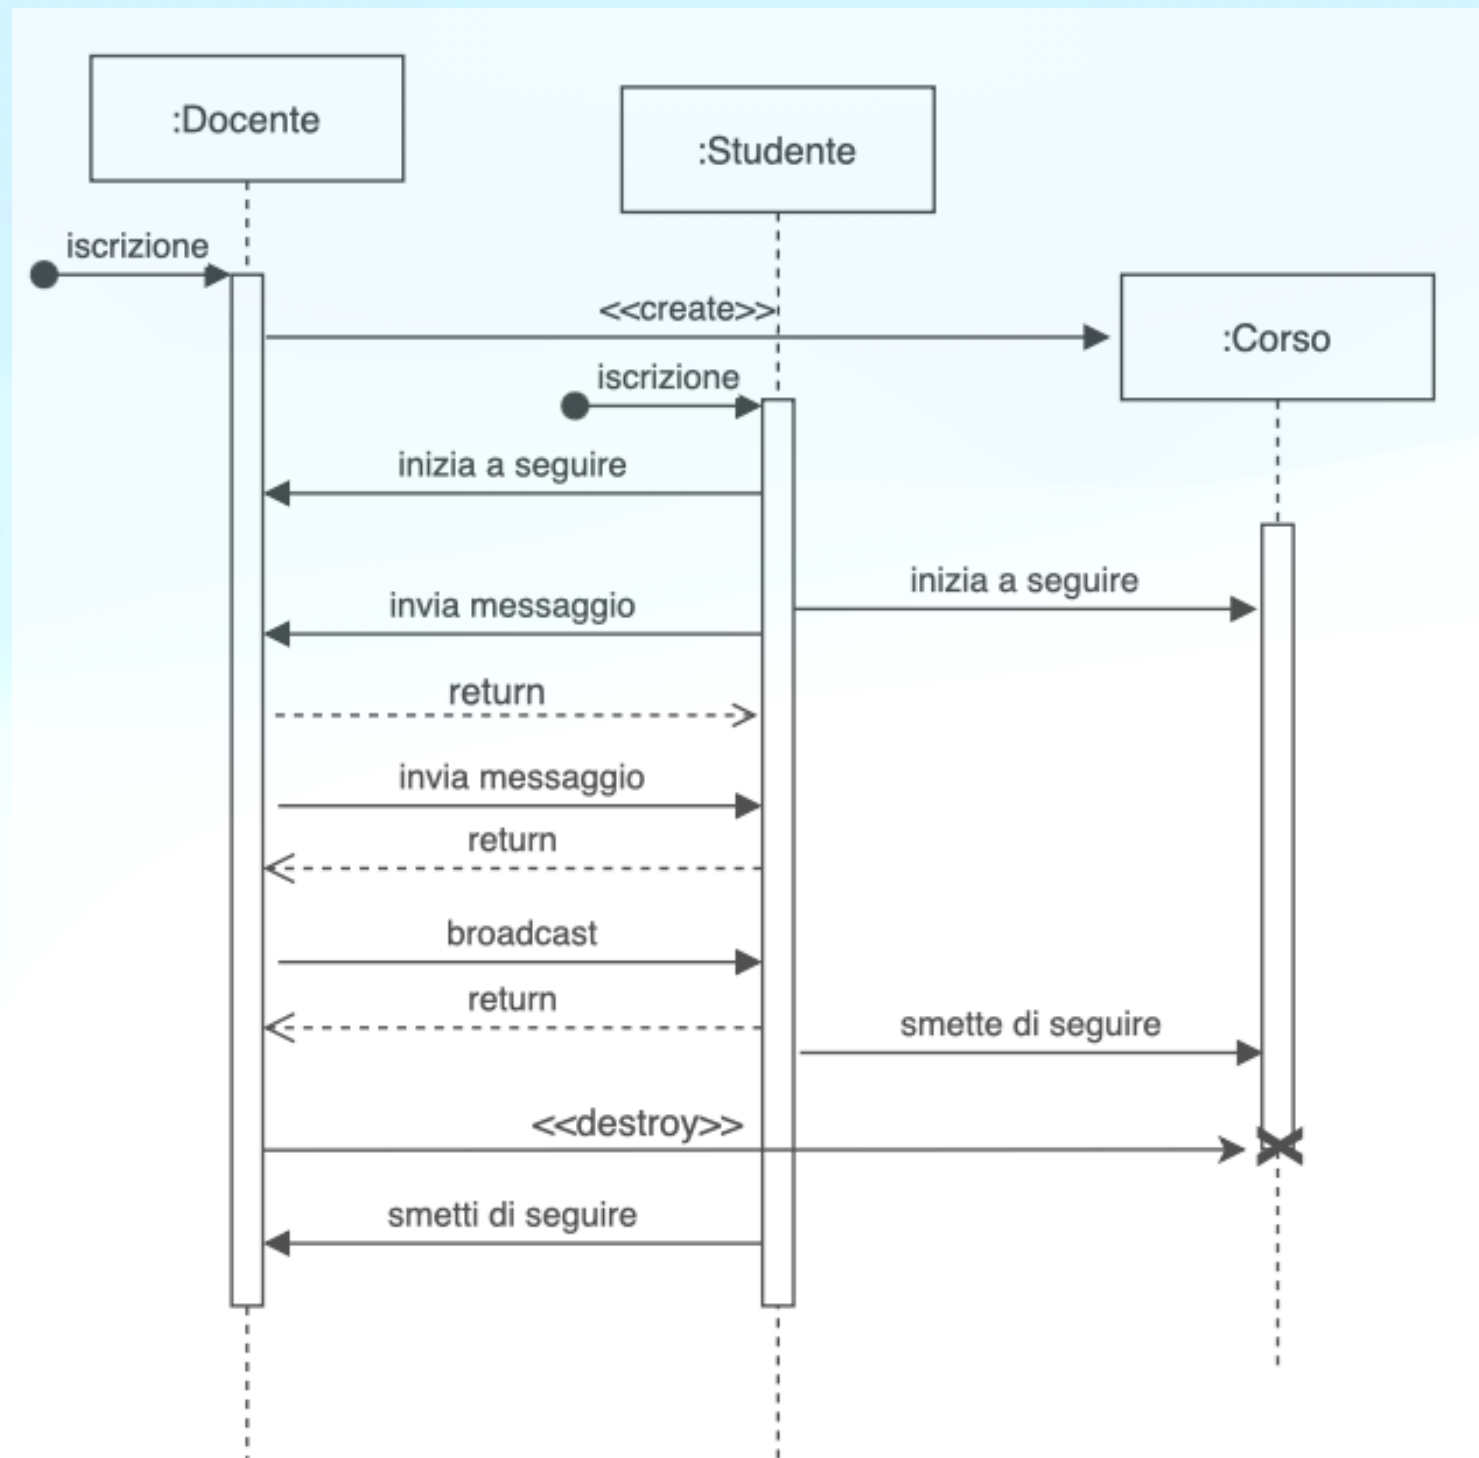 :Docente
:Studente
iscrizione
<<create>>
:Corso
iscrizione
inizia a seguire
inizia a seguire
invia messaggio
return
invia messaggio
return
broadcast
return
smette di seguire
<<destroy>>
smetti di seguire